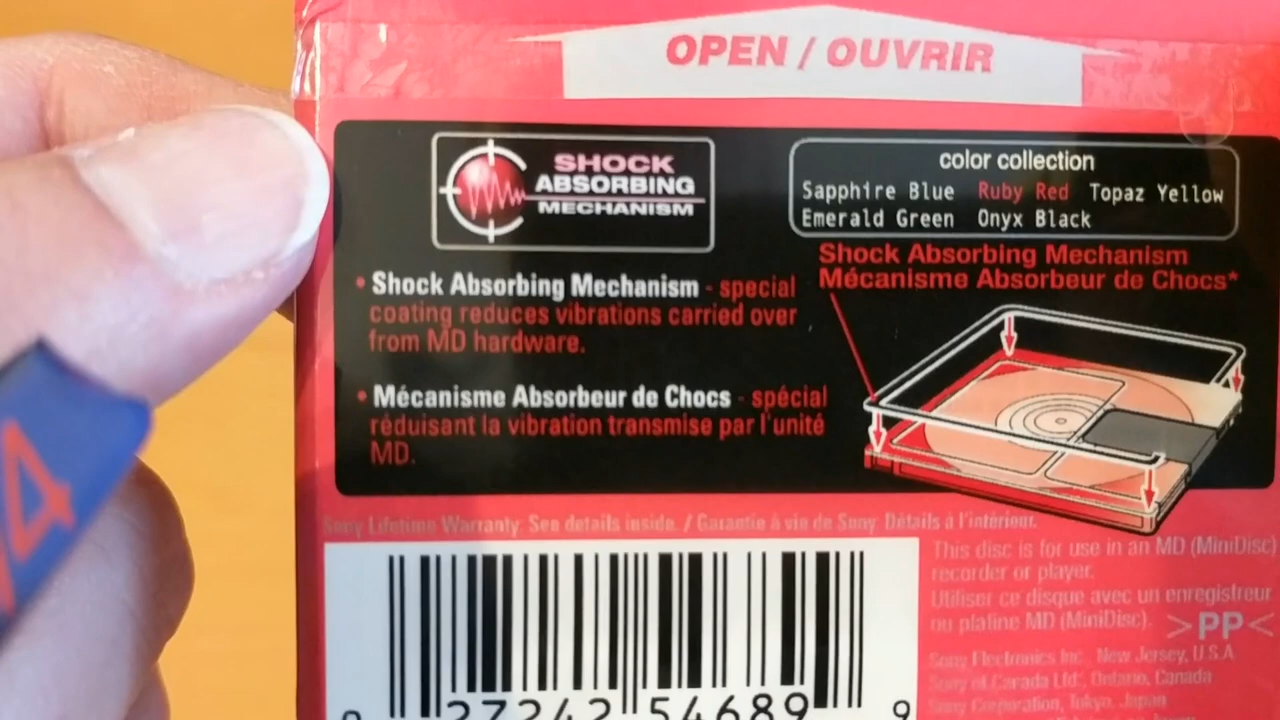 OPEN / OUVRIR
SHOCK
ABSORBING
MECHANISM
color collection
Sapphire Blue Ruby Red Topaz Yellow
Emerald Green Onyx Black
Shock Absorbing Mechanism
Mécanisme Absorbeur de Chocs*
• Shock Absorbing Mechanism - special
coating reduces vibrations carried over
from MD hardware.
• Mécanisme Absorbeur de Chocs - spécial
réduisant la vibration transmise par l'unité
MD.
Sony Lifetime Warranty. See details inside. / Garantie à vie de Sony. Détails à l'intérieur.
This disc is for use in an MD (MiniDisc)
recorder or player.
Utiliser ce disque avec un enregistreur
ou platine MD (MiniDisc).
>PP<
Sony Electronics Inc. New Jersey, U.S.A
Sony of Canada Ltd., Ontario, Canada
Sony Corporation, Tokyo, Japan
0 27242 54689 9
4